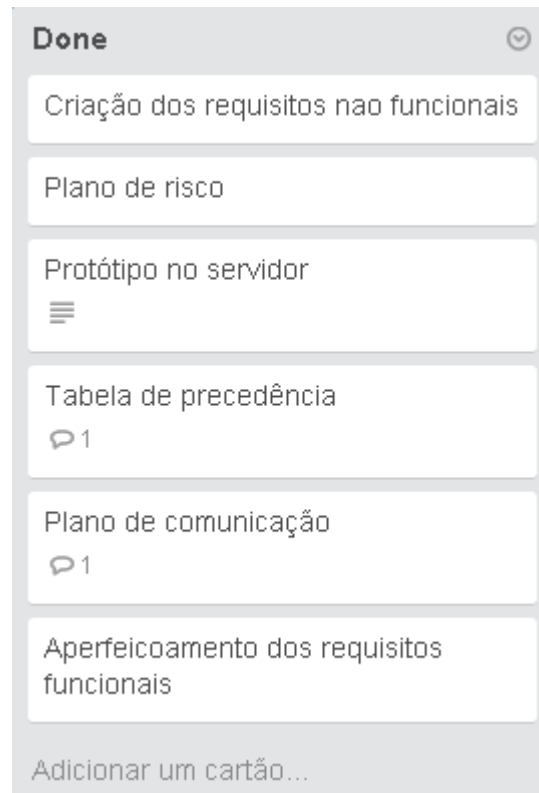 Done
Criação dos requisitos nao funcionais
Plano de risco
Protótipo no servidor
Tabela de precedência
1
Plano de comunicação
1
Aperfeicoamento dos requisitos
funcionais
Adicionar um cartão...